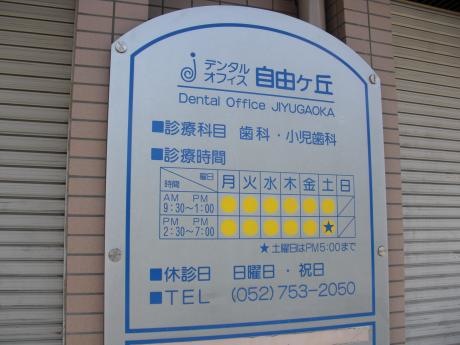 デンタル
オフィス 自由ヶ丘
Dental Office JIYUGAOKA
■診療科目 歯科・小児歯科
■診療時間
時間 曜日 月 火 水 木 金 土 日
AM 9:30～ PM 1:00 ● ● ● ● ● ● ／
PM 2:30～ PM 7:00 ● ● ● ● ● ★ ／
★土曜日はPM5:00まで
■休診日 日曜日・祝日
■TEL (052)753-2050